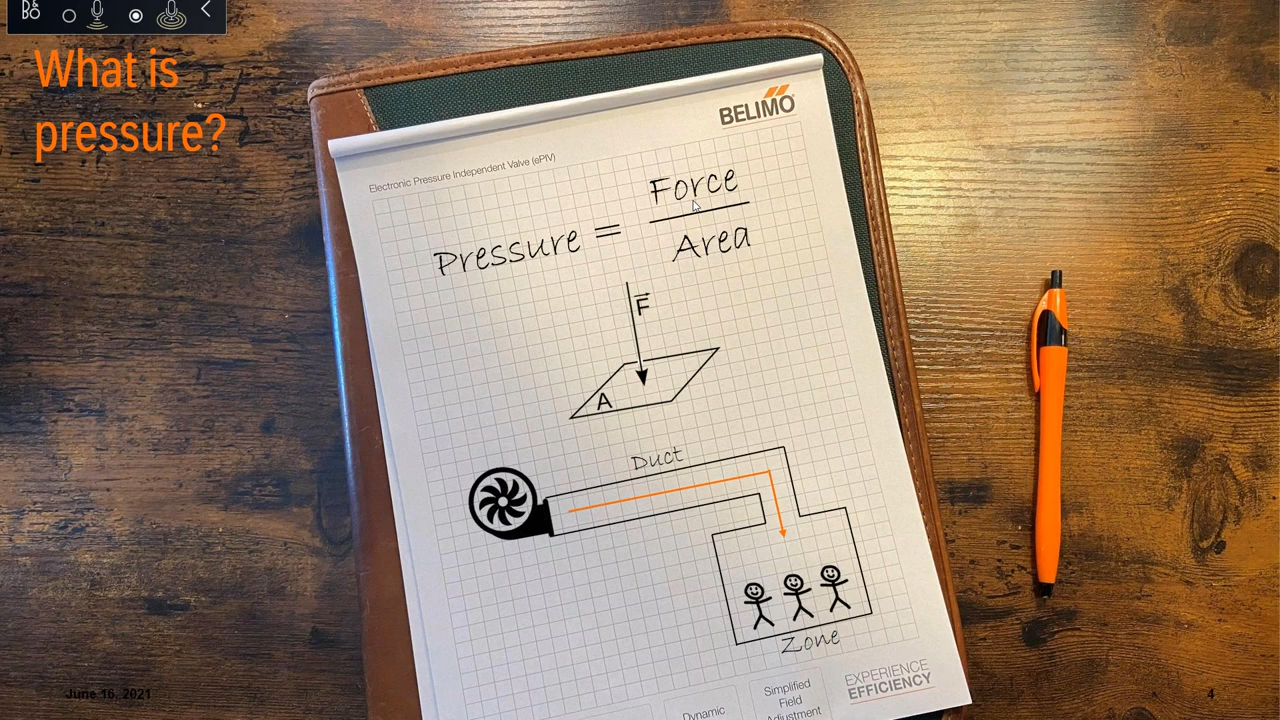 What is
pressure?
BELIMO
Electronic Pressure Independent Valve (ePIV)
Pressure = Force
Area
F
A
Duct
Zone
EXPERIENCE
EFFICIENCY
Simplified
Field
Adjustment
Dynamic
June 16, 2021
4